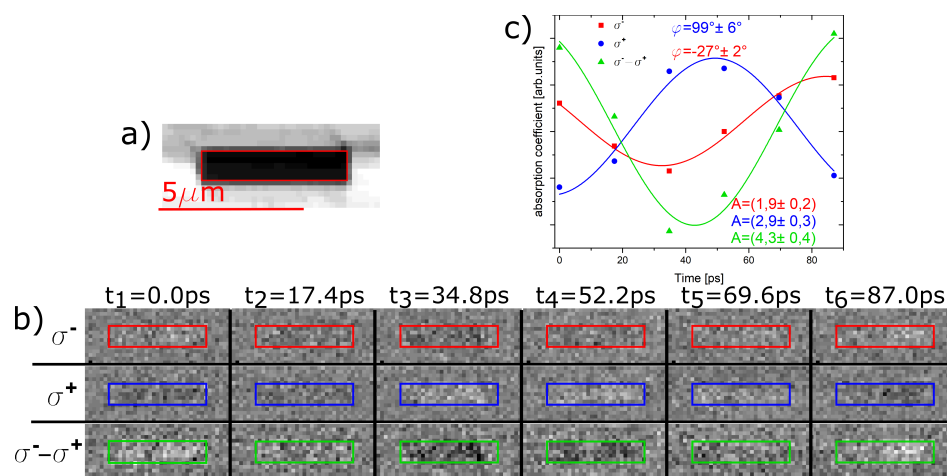 a)
5μm
c)
σ⁻
σ⁺
σ⁻−σ⁺
φ=99°± 6°
φ=-27°± 2°
absorption coefficient [arb.units]
A=(1,9± 0,2)
A=(2,9± 0,3)
A=(4,3± 0,4)
0 20 40 60 80
Time [ps]
b)
t₁=0.0ps t₂=17.4ps t₃=34.8ps t₄=52.2ps t₅=69.6ps t₆=87.0ps
σ⁻
σ⁺
σ⁻−σ⁺